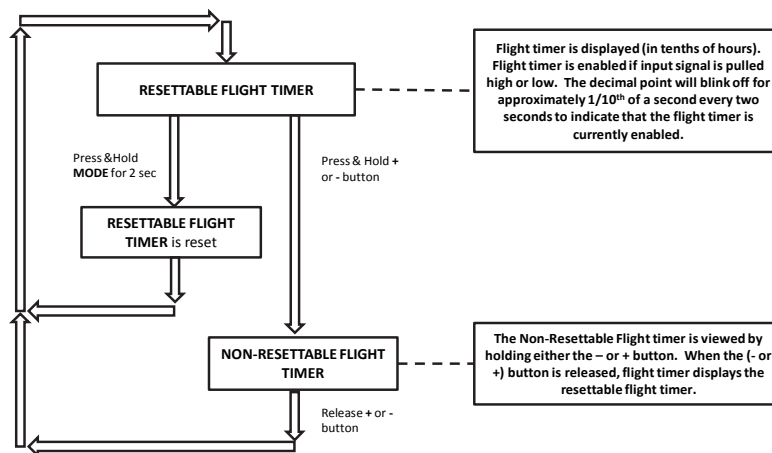 RESETTABLE FLIGHT TIMER
Flight timer is displayed (in tenths of hours).
Flight timer is enabled if input signal is pulled
high or low.  The decimal point will blink off for
approximately 1/10th of a second every two
seconds to indicate that the flight timer is
currently enabled.
Press &Hold
MODE for 2 sec
Press & Hold +
or - button
RESETTABLE FLIGHT
TIMER is reset
NON-RESETTABLE FLIGHT
TIMER
The Non-Resettable Flight timer is viewed by
holding either the – or + button.  When the (- or
+) button is released, flight timer displays the
resettable flight timer.
Release + or -
button